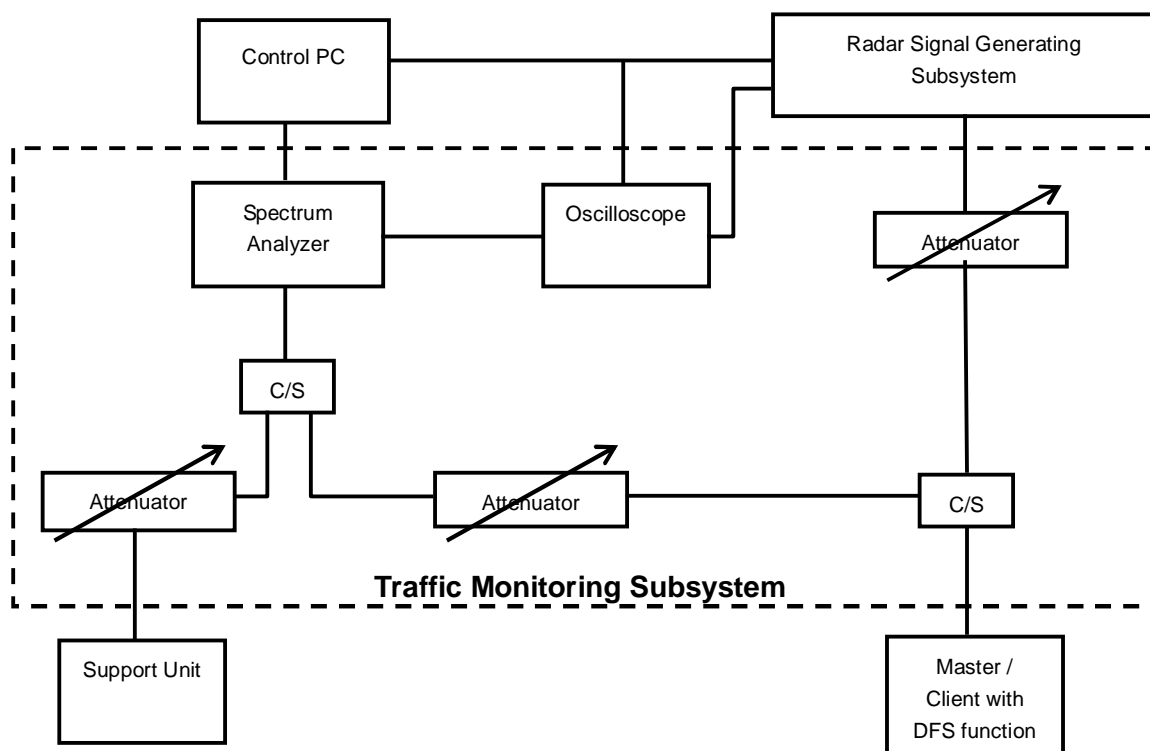 Control PC
Radar Signal Generating
Subsystem
Spectrum
Analyzer
Oscilloscope
Attenuator
C/S
Attenuator
Attenuator
C/S
Traffic Monitoring Subsystem
Support Unit
Master /
Client with
DFS function